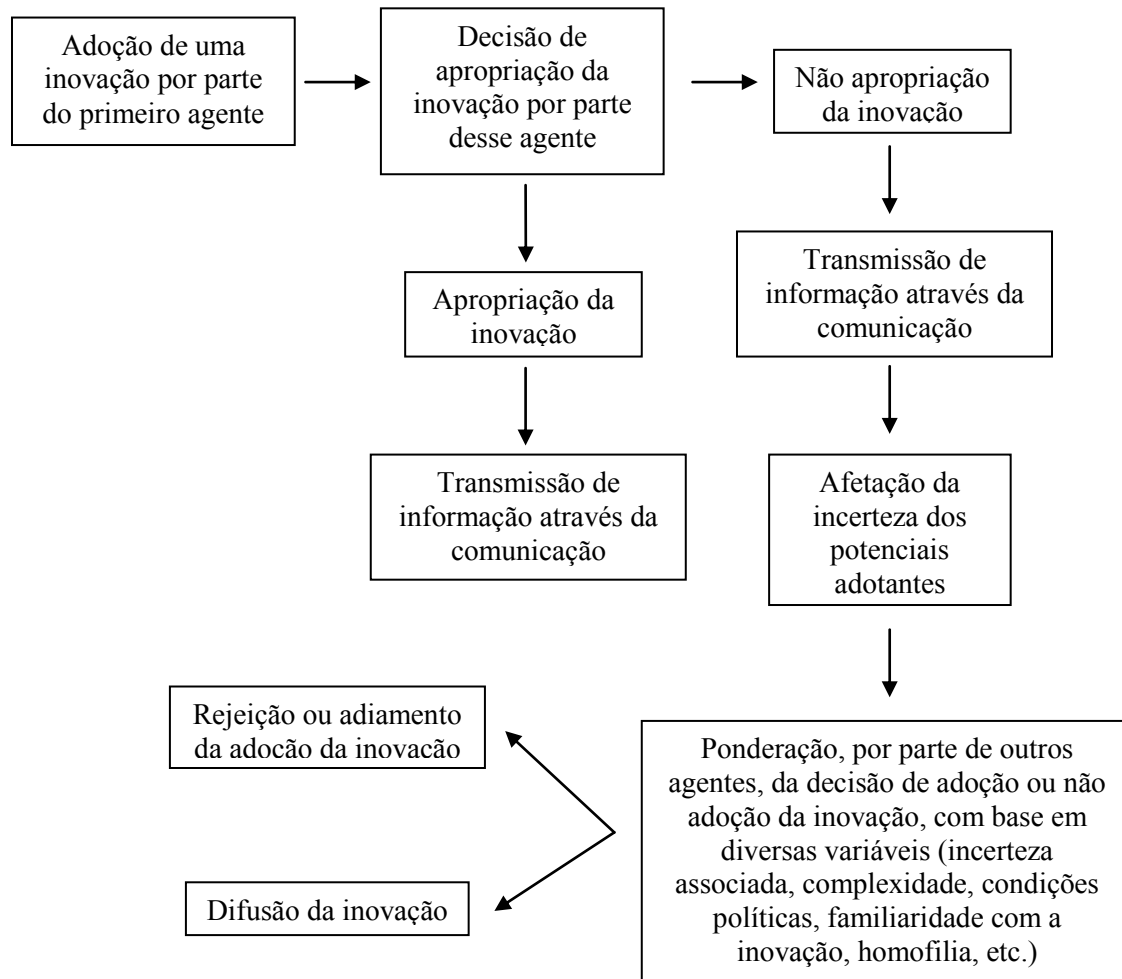 Adoção de uma
inovação por parte
do primeiro agente
Decisão de
apropriação da
inovação por parte
desse agente
Não apropriação
da inovação
Apropriação da
inovação
Transmissão de
informação através da
comunicação
Transmissão de
informação através da
comunicação
Afetação da
incerteza dos
potenciais
adotantes
Rejeição ou adiamento
da adocão da inovacão
Difusão da inovação
Ponderação, por parte de outros
agentes, da decisão de adoção ou não
adoção da inovação, com base em
diversas variáveis (incerteza
associada, complexidade, condições
políticas, familiaridade com a
inovação, homofilia, etc.)